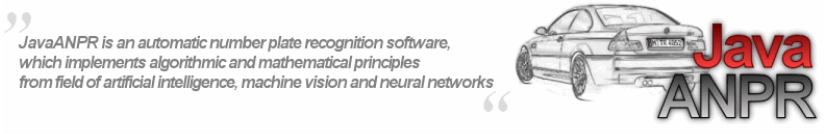 JavaANPR is an automatic number plate recognition software,
which implements algorithmic and mathematical principles
from field of artificial intelligence, machine vision and neural networks
Java
ANPR